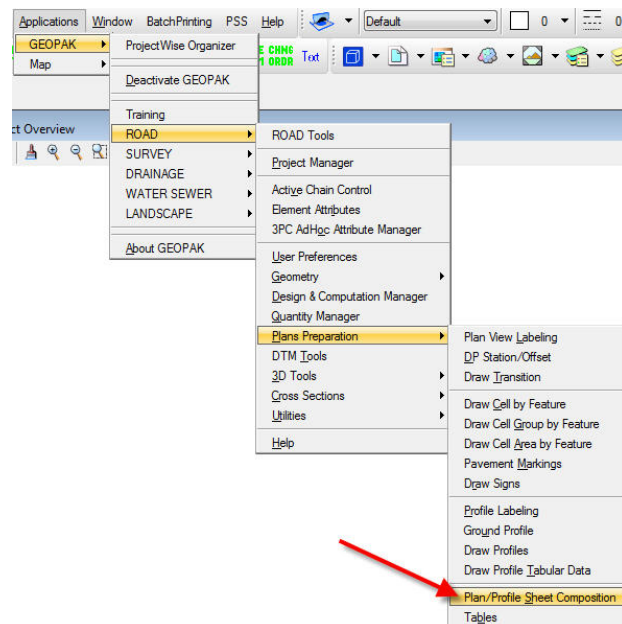 Applications Window BatchPrinting PSS Help Default 0 0
GEOPAK
Map
ProjectWise Organizer
Deactivate GEOPAK
Training
ROAD
SURVEY
DRAINAGE
WATER SEWER
LANDSCAPE
About GEOPAK
E CHNG
M ORDR
Text
ct Overview
ROAD Tools
Project Manager
Active Chain Control
Element Attributes
3PC AdHoc Attribute Manager
User Preferences
Geometry
Design & Computation Manager
Quantity Manager
Plans Preparation
DTM Tools
3D Tools
Cross Sections
Utilities
Help
Plan View Labeling
DP Station/Offset
Draw Transition
Draw Cell by Feature
Draw Cell Group by Feature
Draw Cell Area by Feature
Pavement Markings
Draw Signs
Profile Labeling
Ground Profile
Draw Profiles
Draw Profile Tabular Data
Plan/Profile Sheet Composition
Tables